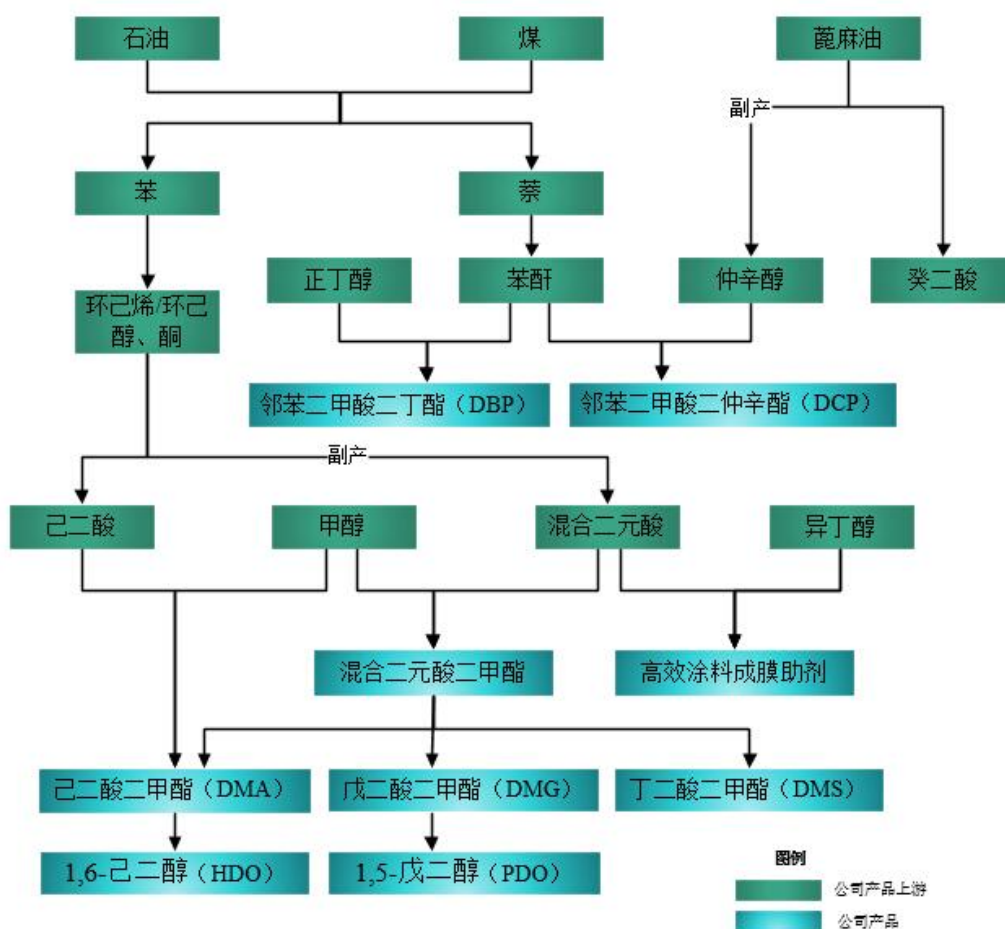 石油
煤
蓖麻油
副产
苯
萘
正丁醇
苯酐
仲辛醇
癸二酸
环己烯/环己
醇、酮
邻苯二甲酸二丁酯（DBP）
邻苯二甲酸二仲辛酯（DCP）
副产
己二酸
甲醇
混合二元酸
异丁醇
混合二元酸二甲酯
高效涂料成膜助剂
己二酸二甲酯（DMA）
戊二酸二甲酯（DMG）
丁二酸二甲酯（DMS）
1,6-己二醇（HDO）
1,5-戊二醇（PDO）
图例
公司产品上游
公司产品